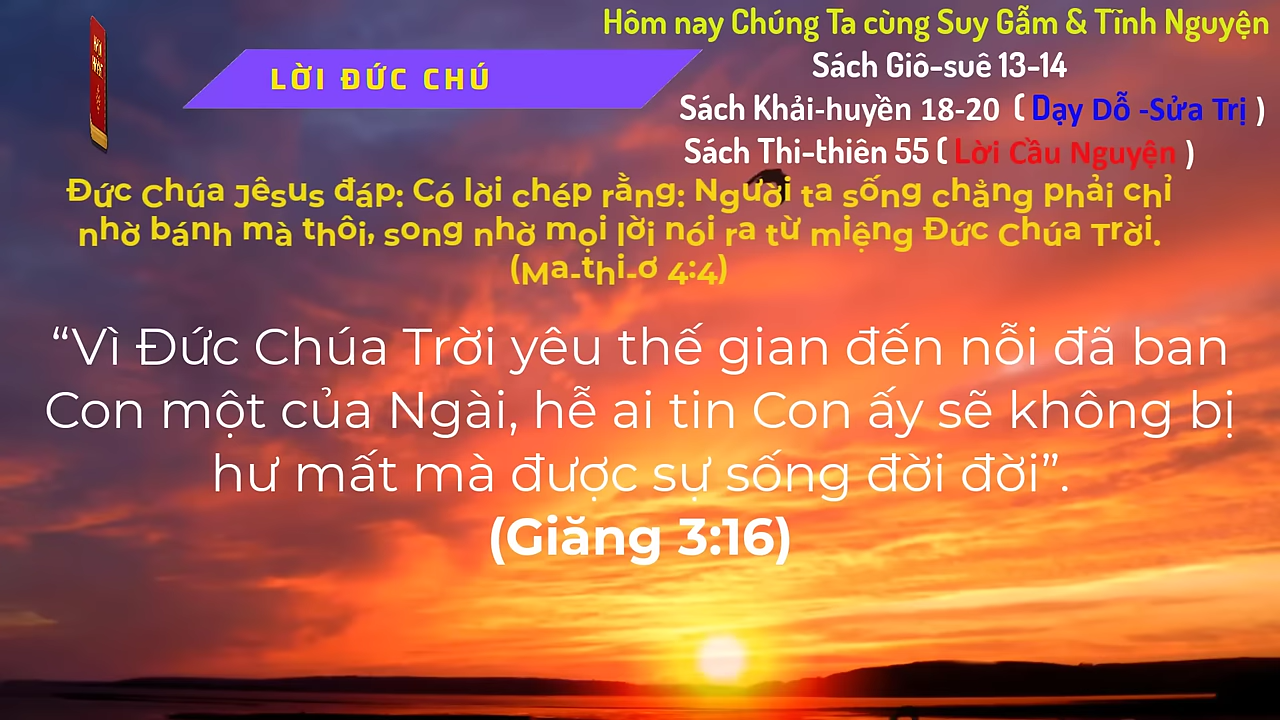 Hôm nay Chúng Ta cùng Suy Gẫm & Tĩnh Nguyện
Sách Giô-suê 13-14
Sách Khải-huyền 18-20 ( Dạy Dỗ -Sửa Trị )
Sách Thi-thiên 55 ( Lời Cầu Nguyện )
LỜI ĐỨC CHÚ
Đức Chúa Jêsus đáp: Có lời chép rằng: Người ta sống chẳng phải chỉ
nhờ bánh mà thôi, song nhờ mọi lời nói ra từ miệng Đức Chúa Trời.
(Ma-thi-ơ 4:4)
“Vì Đức Chúa Trời yêu thế gian đến nỗi đã ban
Con một của Ngài, hễ ai tin Con ấy sẽ không bị
hư mất mà được sự sống đời đời”.
(Giăng 3:16)